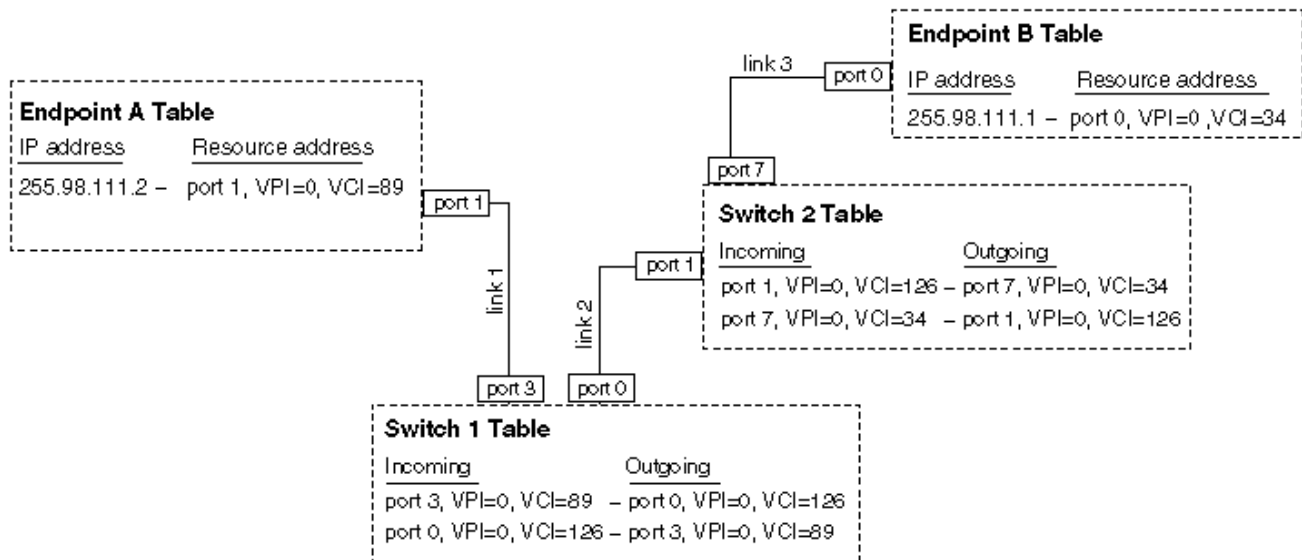 Endpoint B Table
IP address Resource address
255.98.111.1 – port 0, VPI=0 ,VCI=34
link 3
port 0
Endpoint A Table
IP address Resource address
255.98.111.2 – port 1, VPI=0, VCI=89
port 1
link 1
port 7
Switch 2 Table
Incoming Outgoing
port 1, VPI=0, VCI=126 – port 7, VPI=0, VCI=34
port 7, VPI=0, VCI=34 – port 1, VPI=0, VCI=126
port 1
link 2
port 3
port 0
Switch 1 Table
Incoming Outgoing
port 3, VPI=0, VCI=89 – port 0, VPI=0, VCI=126
port 0, VPI=0, VCI=126 – port 3, VPI=0, VCI=89